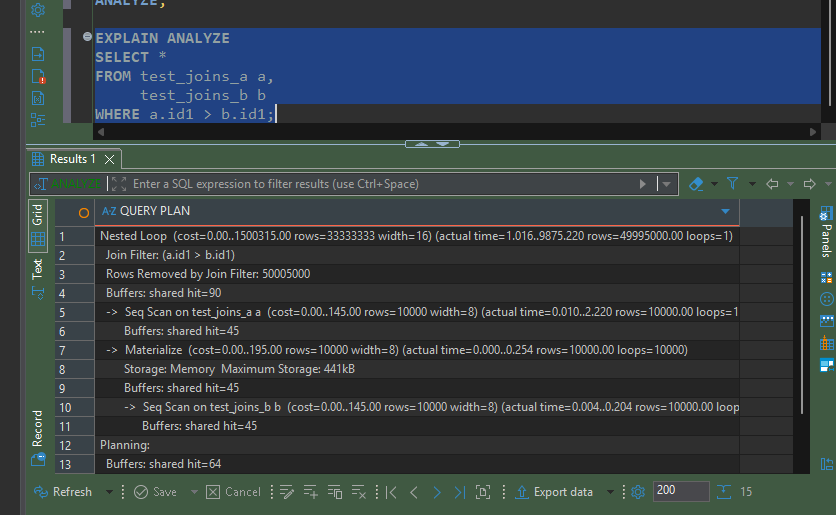 ANALYZE;
EXPLAIN ANALYZE
SELECT *
FROM test_joins_a a,
test_joins_b b
WHERE a.id1 > b.id1;
Results 1
ANALYZE Enter a SQL expression to filter results (use Ctrl+Space)
Grid
Text
Record
Panels
A-Z QUERY PLAN
1 Nested Loop (cost=0.00..1500315.00 rows=33333333 width=16) (actual time=1.016..9875.220 rows=49995000.00 loops=1)
2 Join Filter: (a.id1 > b.id1)
3 Rows Removed by Join Filter: 50005000
4 Buffers: shared hit=90
5 -> Seq Scan on test_joins_a a (cost=0.00..145.00 rows=10000 width=8) (actual time=0.010..2.220 rows=10000.00 loops=1
6 Buffers: shared hit=45
7 -> Materialize (cost=0.00..195.00 rows=10000 width=8) (actual time=0.000..0.254 rows=10000.00 loops=10000)
8 Storage: Memory Maximum Storage: 441kB
9 Buffers: shared hit=45
10 -> Seq Scan on test_joins_b b (cost=0.00..145.00 rows=10000 width=8) (actual time=0.004..0.204 rows=10000.00 loop
11 Buffers: shared hit=45
12 Planning:
13 Buffers: shared hit=64
Refresh Save Cancel Export data 200 15